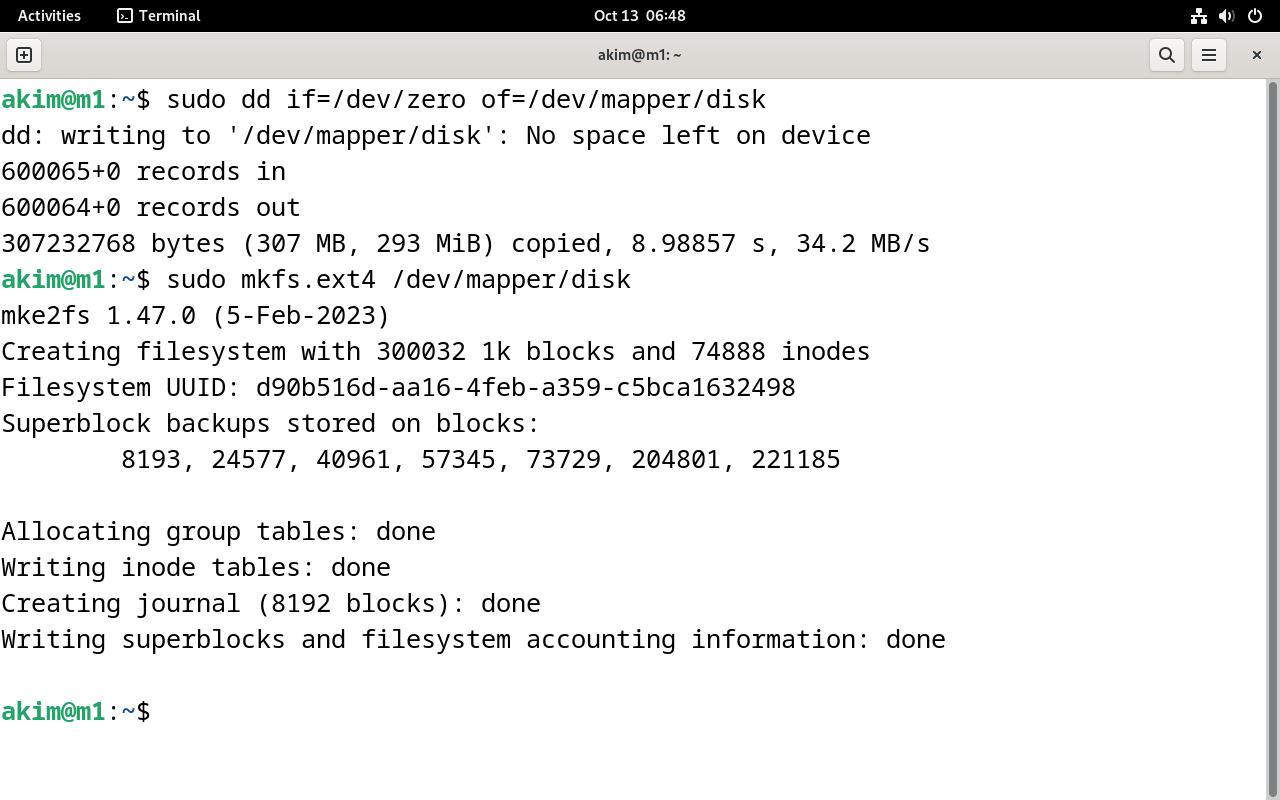 Activities Terminal Oct 13 06:48
akim@m1: ~
akim@m1:~$ sudo dd if=/dev/zero of=/dev/mapper/disk
dd: writing to '/dev/mapper/disk': No space left on device
600065+0 records in
600064+0 records out
307232768 bytes (307 MB, 293 MiB) copied, 8.98857 s, 34.2 MB/s
akim@m1:~$ sudo mkfs.ext4 /dev/mapper/disk
mke2fs 1.47.0 (5-Feb-2023)
Creating filesystem with 300032 1k blocks and 74888 inodes
Filesystem UUID: d90b516d-aa16-4feb-a359-c5bca1632498
Superblock backups stored on blocks:
        8193, 24577, 40961, 57345, 73729, 204801, 221185

Allocating group tables: done
Writing inode tables: done
Creating journal (8192 blocks): done
Writing superblocks and filesystem accounting information: done

akim@m1:~$